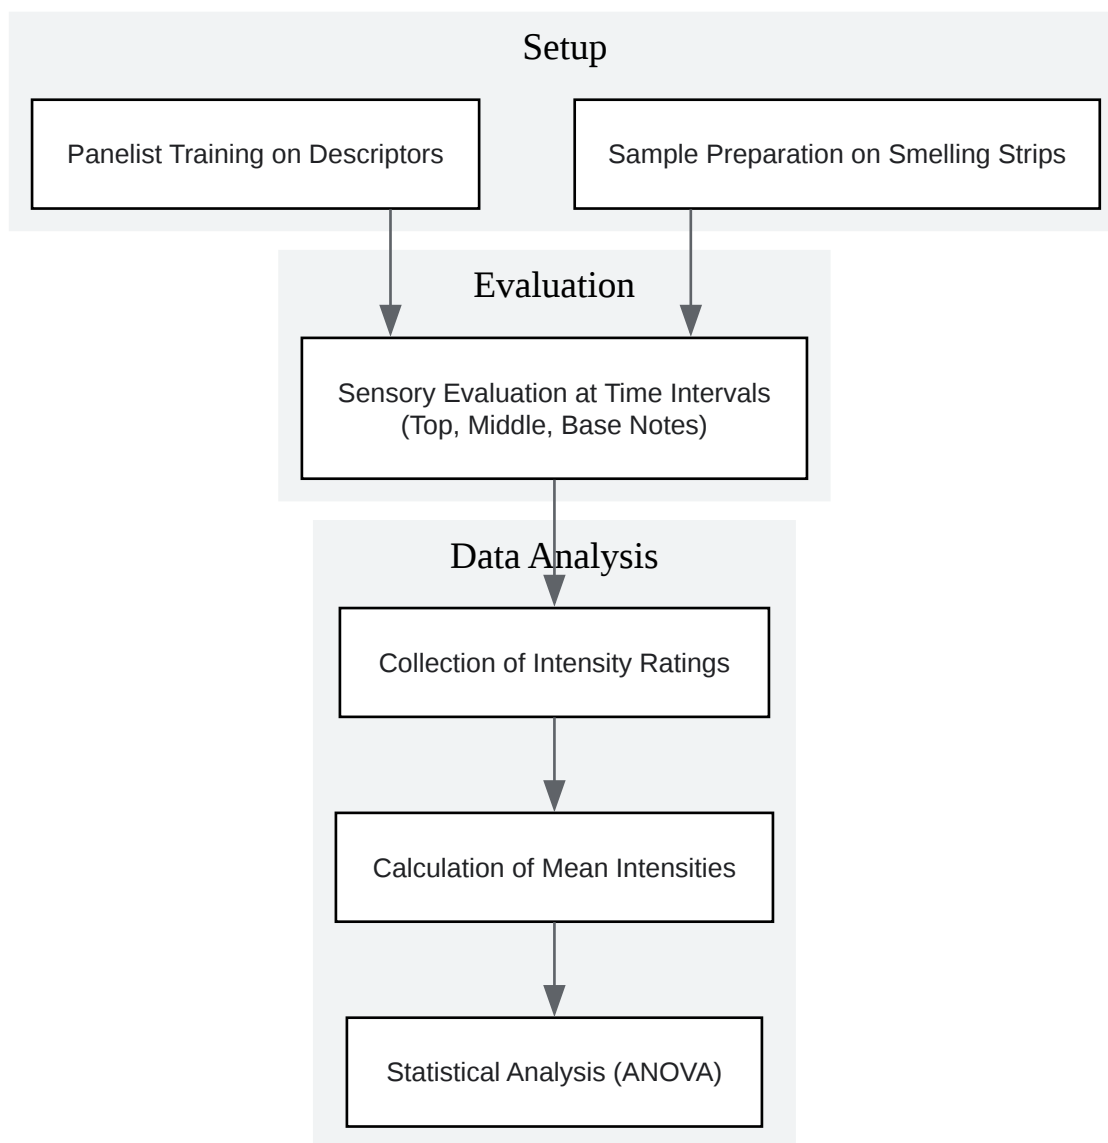 Setup
Panelist Training on Descriptors
Sample Preparation on Smelling Strips
Evaluation
Sensory Evaluation at Time Intervals
(Top, Middle, Base Notes)
Data Analysis
Collection of Intensity Ratings
Calculation of Mean Intensities
Statistical Analysis (ANOVA)